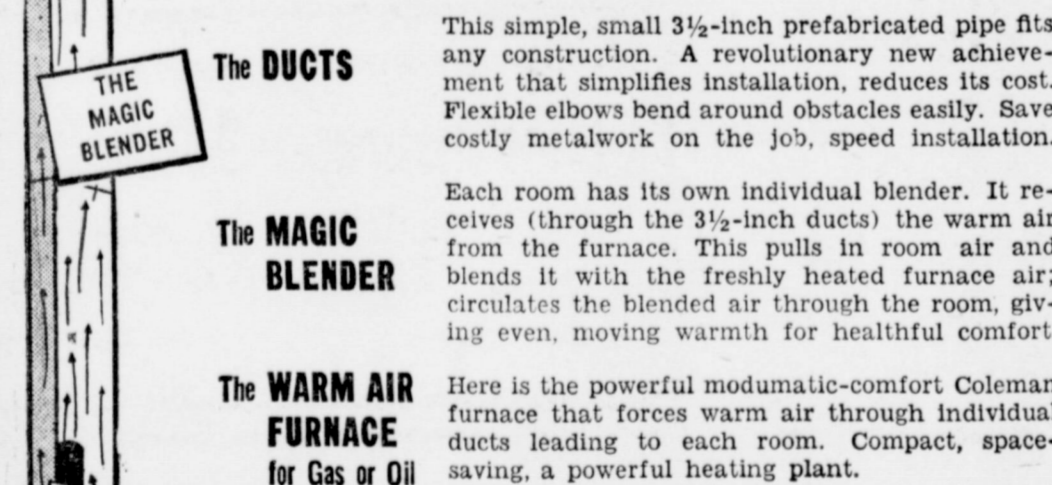 THE
MAGIC
BLENDER
The DUCTS
This simple, small 3½-inch prefabricated pipe fits
any construction. A revolutionary new achieve-
ment that simplifies installation, reduces its cost.
Flexible elbows bend around obstacles easily. Save
costly metalwork on the job, speed installation.
The MAGIC
BLENDER
Each room has its own individual blender. It re-
ceives (through the 3½-inch ducts) the warm air
from the furnace. This pulls in room air and
blends it with the freshly heated furnace air;
circulates the blended air through the room, giv-
ing even, moving warmth for healthful comfort
The WARM AIR
FURNACE
for Gas or Oil
Here is the powerful modumatic-comfort Coleman
furnace that forces warm air through individual
ducts leading to each room. Compact, space-
saving, a powerful heating plant.